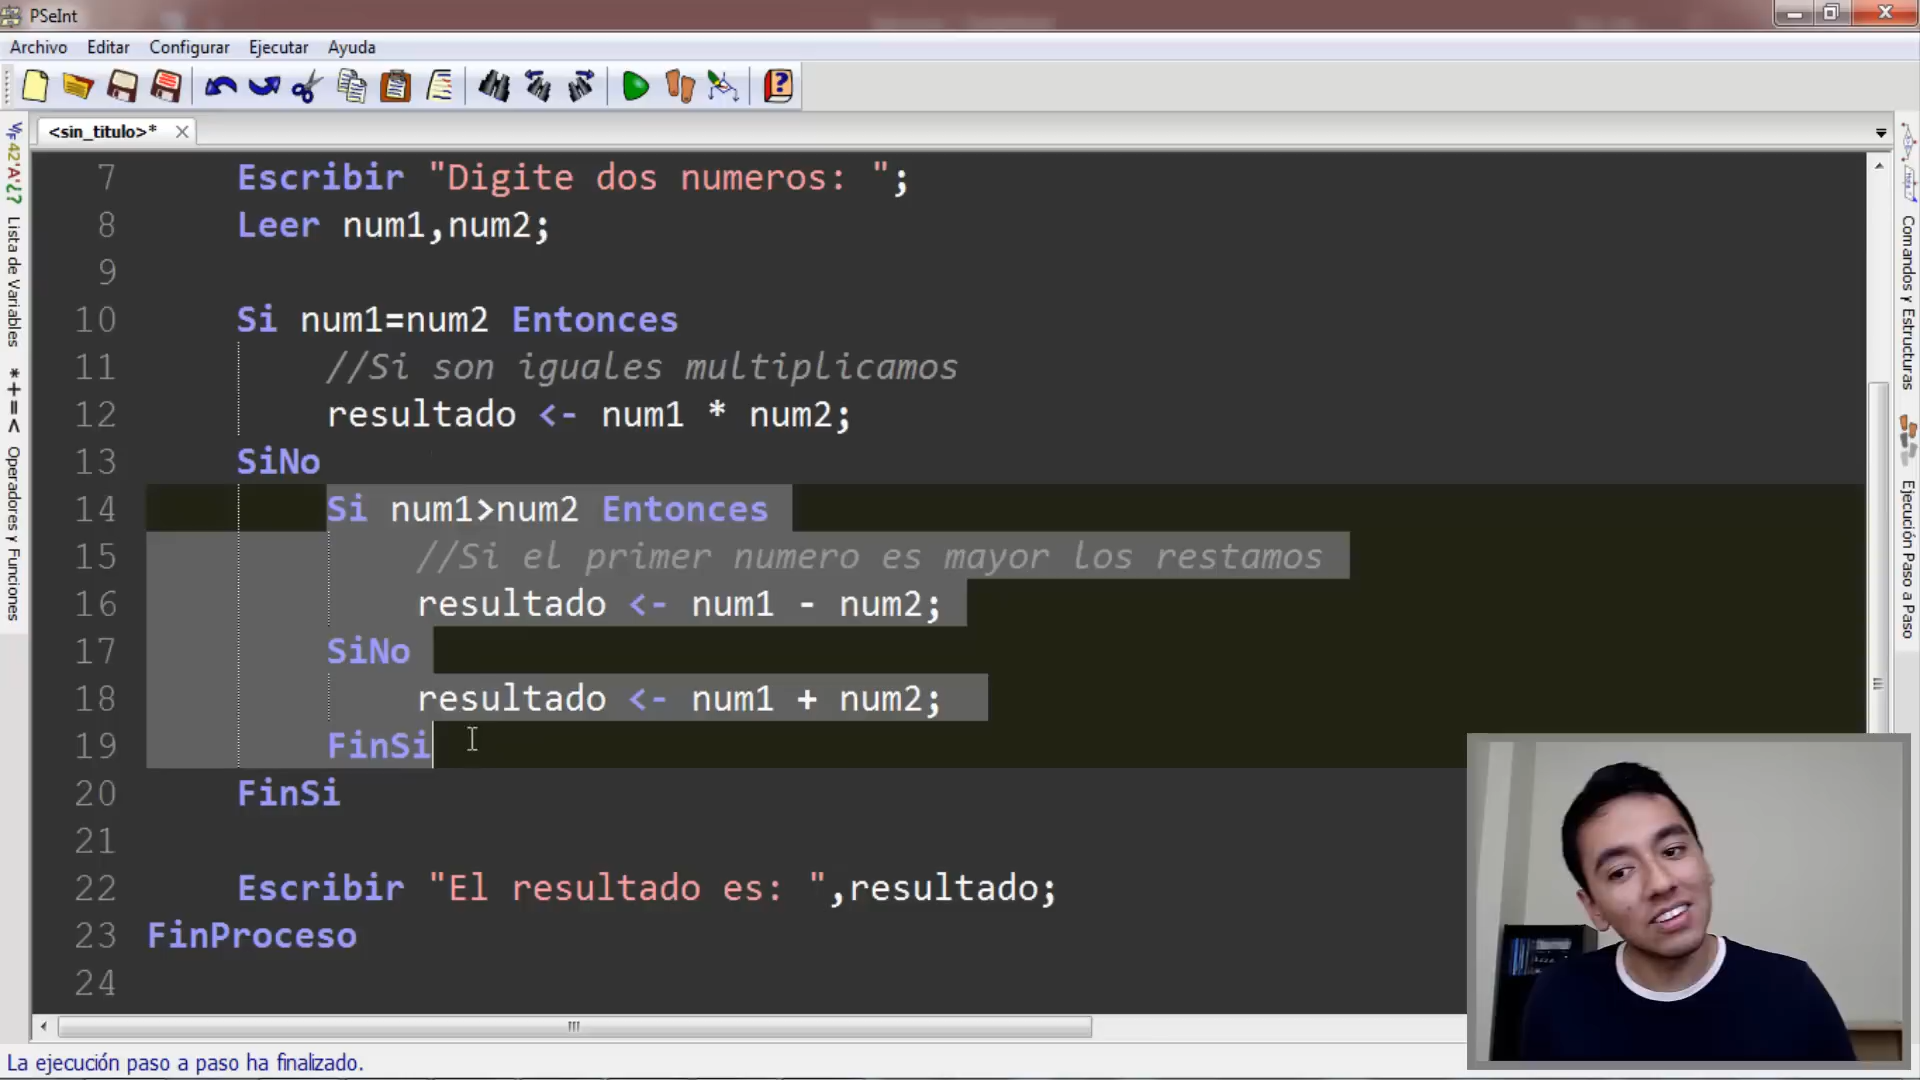 PSeInt
Archivo Editar Configurar Ejecutar Ayuda
<sin_titulo>*
7 Escribir "Digite dos numeros: ";
8 Leer num1,num2;
9
10 Si num1=num2 Entonces
11 //Si son iguales multiplicamos
12 resultado <- num1 * num2;
13 SiNo
14 Si num1>num2 Entonces
15 //Si el primer numero es mayor los restamos
16 resultado <- num1 - num2;
17 SiNo
18 resultado <- num1 + num2;
19 FinSi
20 FinSi
21
22 Escribir "El resultado es: ",resultado;
23 FinProceso
24
La ejecución paso a paso ha finalizado.
Lista de Variables
*+=<
Operadores y Funciones
Comandos y Estructuras
Ejecución Paso a Paso